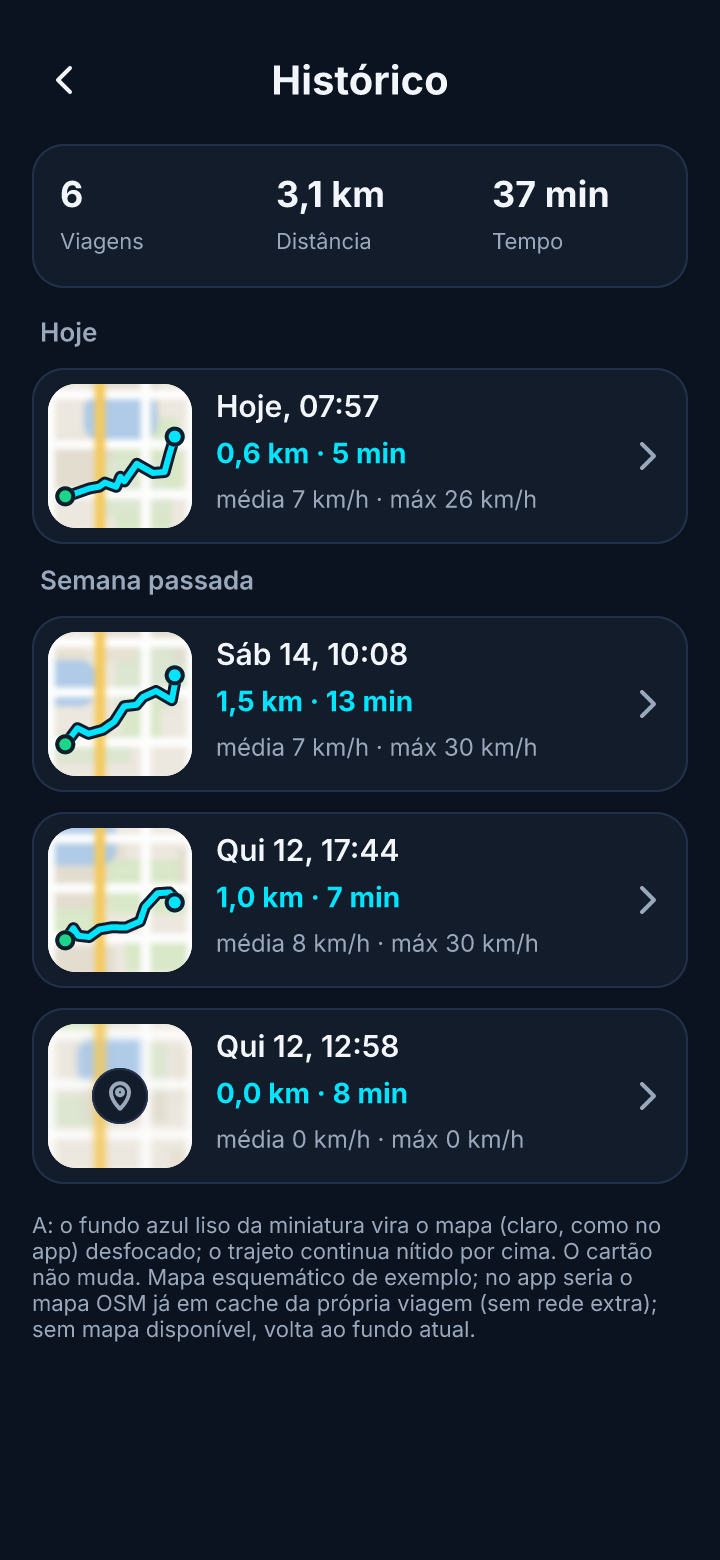 Histórico
6
3,1 km
37 min
Viagens
Distância
Tempo
Hoje
Hoje, 07:57
0,6 km · 5 min
média 7 km/h · máx 26 km/h
Semana passada
Sáb 14, 10:08
1,5 km · 13 min
média 7 km/h · máx 30 km/h
Qui 12, 17:44
1,0 km · 7 min
média 8 km/h · máx 30 km/h
Qui 12, 12:58
0,0 km · 8 min
média 0 km/h · máx 0 km/h
A: o fundo azul liso da miniatura vira o mapa (claro, como no
app) desfocado; o trajeto continua nítido por cima. O cartão
não muda. Mapa esquemático de exemplo; no app seria o
mapa OSM já em cache da própria viagem (sem rede extra);
sem mapa disponível, volta ao fundo atual.